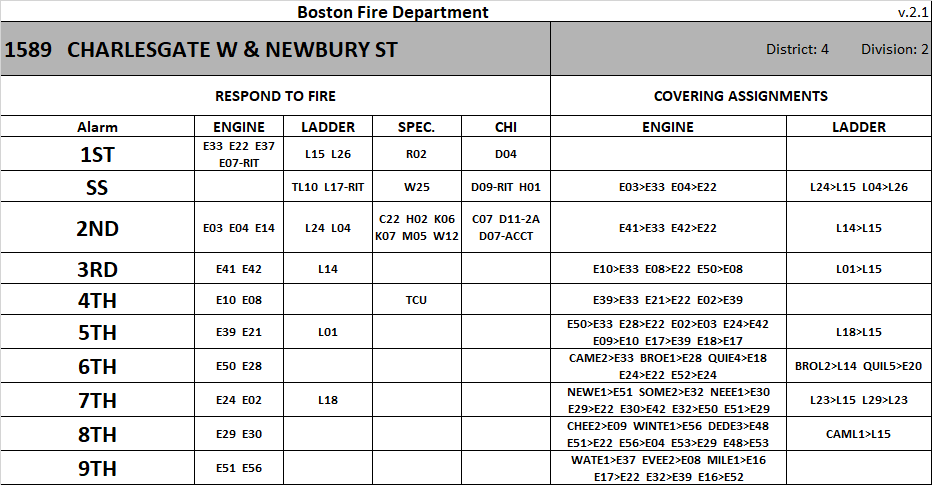 Boston Fire Department v.2.1
1589 CHARLESGATE W & NEWBURY ST District: 4 Division: 2
RESPOND TO FIRE COVERING ASSIGNMENTS
Alarm ENGINE LADDER SPEC. CHI ENGINE LADDER
1ST E33 E22 E37 L15 L26 R02 D04
E07-RIT
SS TL10 L17-RIT W25 D09-RIT H01 E03>E33 E04>E22 L24>L15 L04>L26
2ND E03 E04 E14 L24 L04 C22 H02 K06 C07 D11-2A E41>E33 E42>E22 L14>L15
K07 M05 W12 D07-ACCT
3RD E41 E42 L14 E10>E33 E08>E22 E50>E08 L01>L15
4TH E10 E08 TCU E39>E33 E21>E22 E02>E39
5TH E39 E21 L01 E50>E33 E28>E22 E02>E03 E24>E42 L18>L15
E09>E10 E17>E39 E18>E17
6TH E50 E28 CAME2>E33 BROE1>E28 QUIE4>E18 BROL2>L14 QUIL5>E20
E24>E22 E52>E24
7TH E24 E02 L18 NEWE1>E51 SOME2>E32 NEEE1>E30 L23>L15 L29>L23
E29>E22 E30>E42 E32>E50 E51>E29
8TH E29 E30 CHEE2>E09 WINTE1>E56 DEDE3>E48 CAML1>L15
E51>E22 E56>E04 E53>E29 E48>E53
9TH E51 E56 WATE1>E37 EVEE2>E08 MILE1>E16
E17>E22 E32>E39 E16>E52